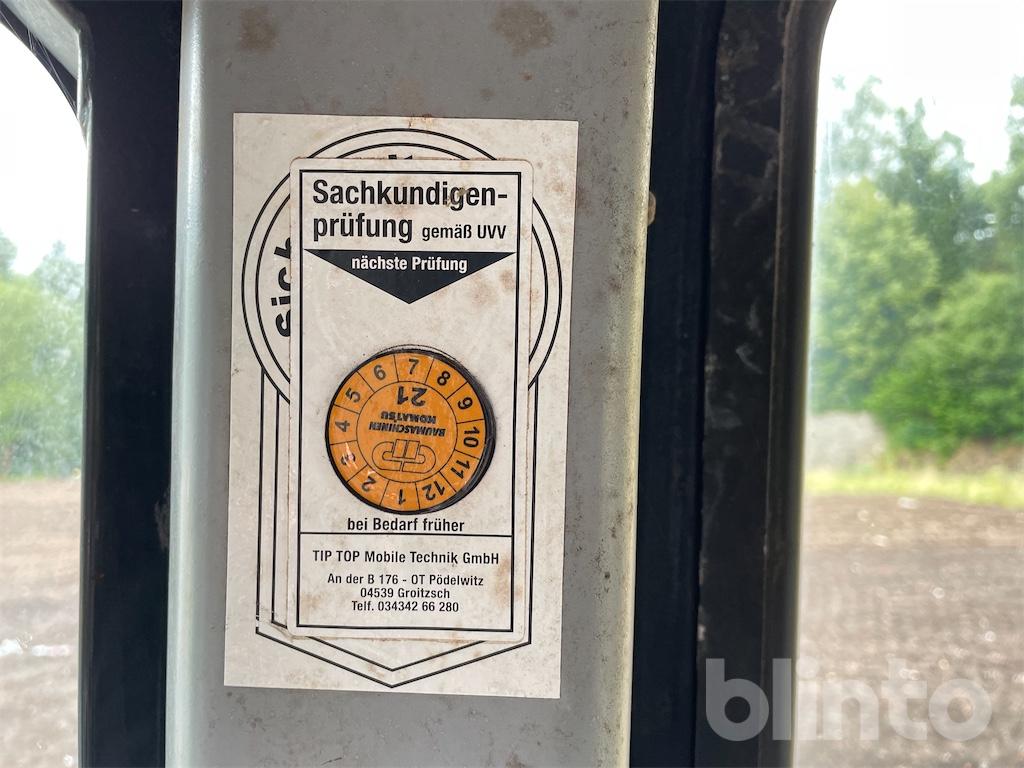 sich
Sachkundigen-
prüfung gemäß UVV
nächste Prüfung
1 2 3 4 5 6 7 8 9 10 11 12
21
BAUMASCHINEN
KOMATSU
bei Bedarf früher
TIP TOP Mobile Technik GmbH
An der B 176 - OT Pödelwitz
04539 Groitzsch
Telf. 034342 66 280
blinto